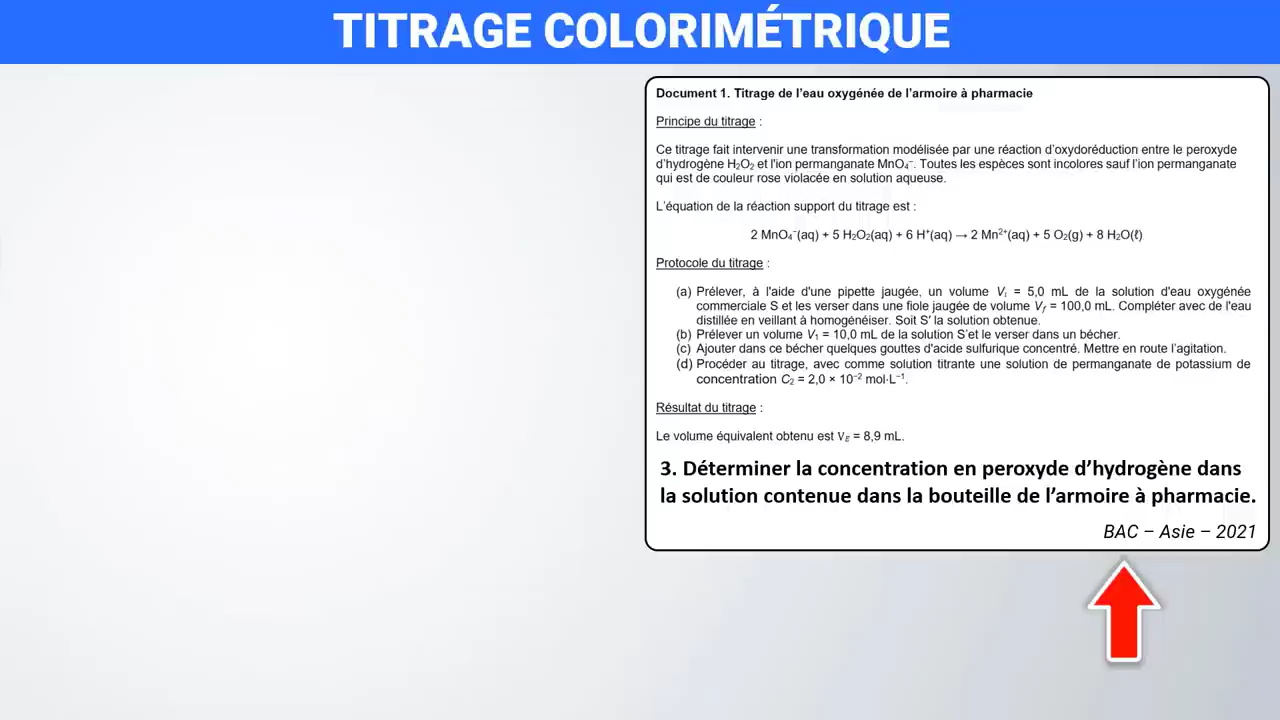 TITRAGE COLORIMÉTRIQUE
Document 1. Titrage de l'eau oxygénée de l'armoire à pharmacie
Principe du titrage :
Ce titrage fait intervenir une transformation modélisée par une réaction d'oxydoréduction entre le peroxyde
d'hydrogène H₂O₂ et l'ion permanganate MnO₄⁻. Toutes les espèces sont incolores sauf l'ion permanganate
qui est de couleur rose violacée en solution aqueuse.
L'équation de la réaction support du titrage est :
2 MnO₄⁻(aq) + 5 H₂O₂(aq) + 6 H⁺(aq) → 2 Mn²⁺(aq) + 5 O₂(g) + 8 H₂O(ℓ)
Protocole du titrage :
(a) Prélever, à l'aide d'une pipette jaugée, un volume Vᵢ = 5,0 mL de la solution d'eau oxygénée
commerciale S et les verser dans une fiole jaugée de volume V_f = 100,0 mL. Compléter avec de l'eau
distillée en veillant à homogénéiser. Soit S' la solution obtenue.
(b) Prélever un volume V₁ = 10,0 mL de la solution S'et le verser dans un bécher.
(c) Ajouter dans ce bécher quelques gouttes d'acide sulfurique concentré. Mettre en route l'agitation.
(d) Procéder au titrage, avec comme solution titrante une solution de permanganate de potassium de
concentration C₂ = 2,0 × 10⁻² mol·L⁻¹.
Résultat du titrage :
Le volume équivalent obtenu est V_E = 8,9 mL.
3. Déterminer la concentration en peroxyde d'hydrogène dans
la solution contenue dans la bouteille de l'armoire à pharmacie.
BAC – Asie – 2021